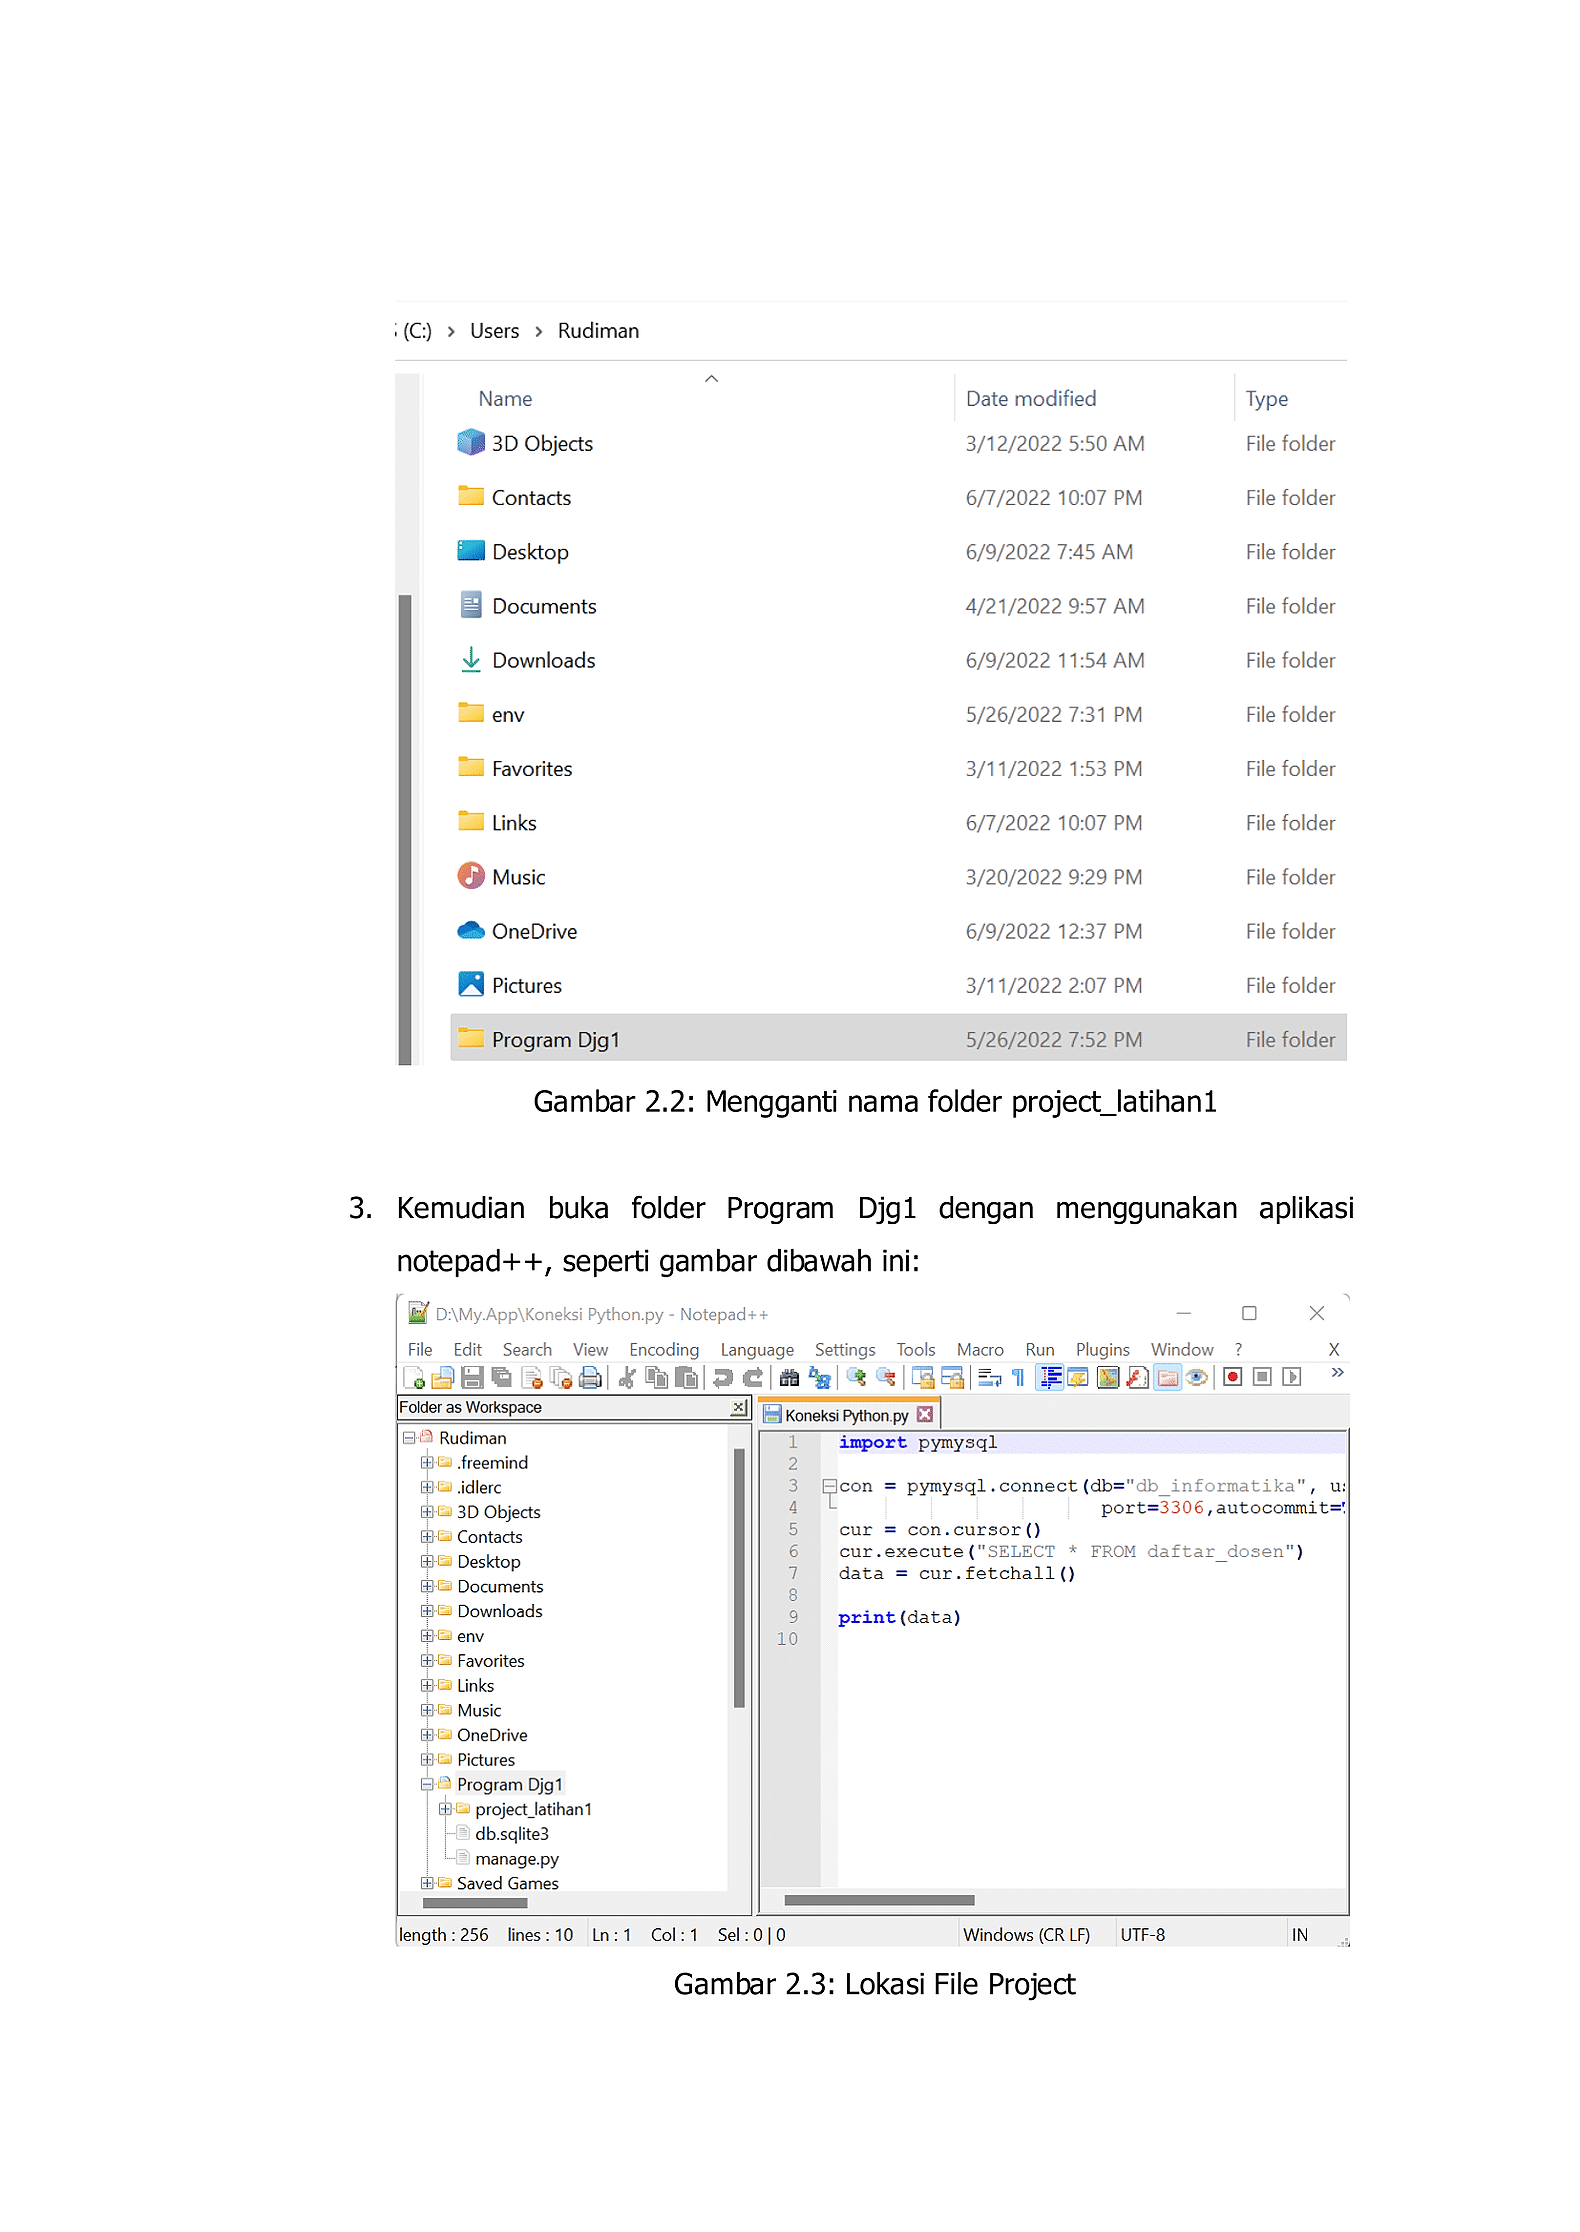 (C:) > Users > Rudiman
Name Date modified Type
3D Objects 3/12/2022 5:50 AM File folder
Contacts 6/7/2022 10:07 PM File folder
Desktop 6/9/2022 7:45 AM File folder
Documents 4/21/2022 9:57 AM File folder
Downloads 6/9/2022 11:54 AM File folder
env 5/26/2022 7:31 PM File folder
Favorites 3/11/2022 1:53 PM File folder
Links 6/7/2022 10:07 PM File folder
Music 3/20/2022 9:29 PM File folder
OneDrive 6/9/2022 12:37 PM File folder
Pictures 3/11/2022 2:07 PM File folder
Program Djg1 5/26/2022 7:52 PM File folder
Gambar 2.2: Mengganti nama folder project_latihan1
3. Kemudian buka folder Program Djg1 dengan menggunakan aplikasi
notepad++, seperti gambar dibawah ini:
D:\My.App\Koneksi Python.py - Notepad++
File Edit Search View Encoding Language Settings Tools Macro Run Plugins Window ? X
Folder as Workspace
Rudiman
.freemind
.idlerc
3D Objects
Contacts
Desktop
Documents
Downloads
env
Favorites
Links
Music
OneDrive
Pictures
Program Djg1
project_latihan1
db.sqlite3
manage.py
Saved Games
Koneksi Python.py
1 import pymysql
2
3 con = pymysql.connect(db="db_informatika",
4 port=3306,autocommit=
5 cur = con.cursor()
6 cur.execute("SELECT * FROM daftar_dosen")
7 data = cur.fetchall()
8
9 print(data)
10
length : 256 lines : 10 Ln : 1 Col : 1 Sel : 0 | 0 Windows (CR LF) UTF-8 IN
Gambar 2.3: Lokasi File Project